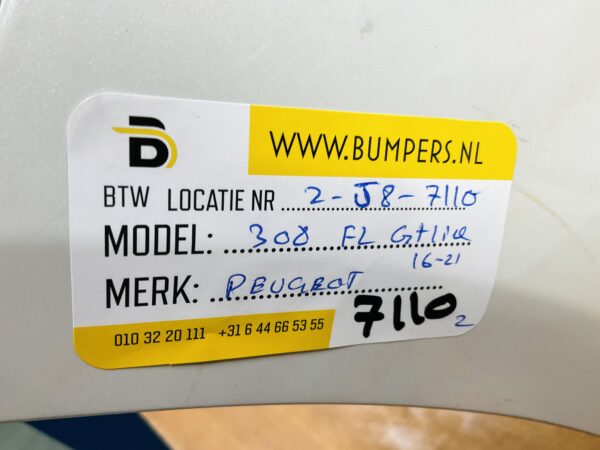 B
WWW.BUMPERS.NL
BTW LOCATIE NR 2-J8-7110
MODEL: 308 FL Gtline
16-21
MERK: PEUGEOT
7110 2
010 32 20 111 +31 6 44 66 53 55